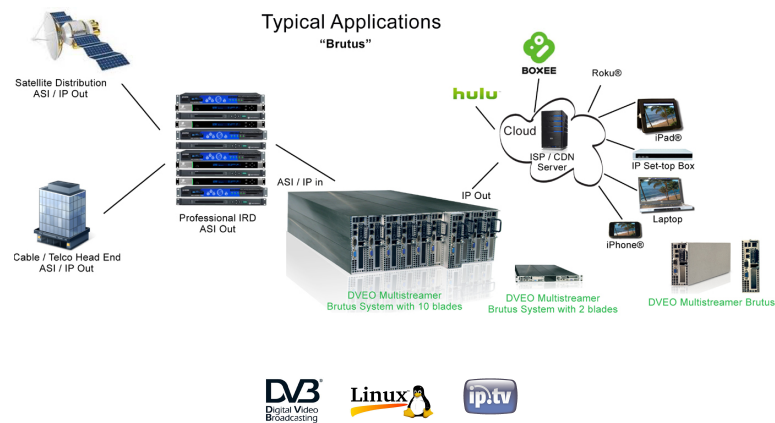 Typical Applications
“Brutus”
Satellite Distribution
ASI / IP Out
Cable / Telco Head End
ASI / IP Out
Professional IRD
ASI Out
ASI / IP in
DVEO Multistreamer
Brutus System with 10 blades
IP Out
hulu
BOXEE
Roku®
Cloud
ISP / CDN
Server
iPad®
IP Set-top Box
Laptop
iPhone®
DVEO Multistreamer
Brutus System with 2 blades
DVEO Multistreamer Brutus
DVB®
Digital Video
Broadcasting
Linux
ip.tv